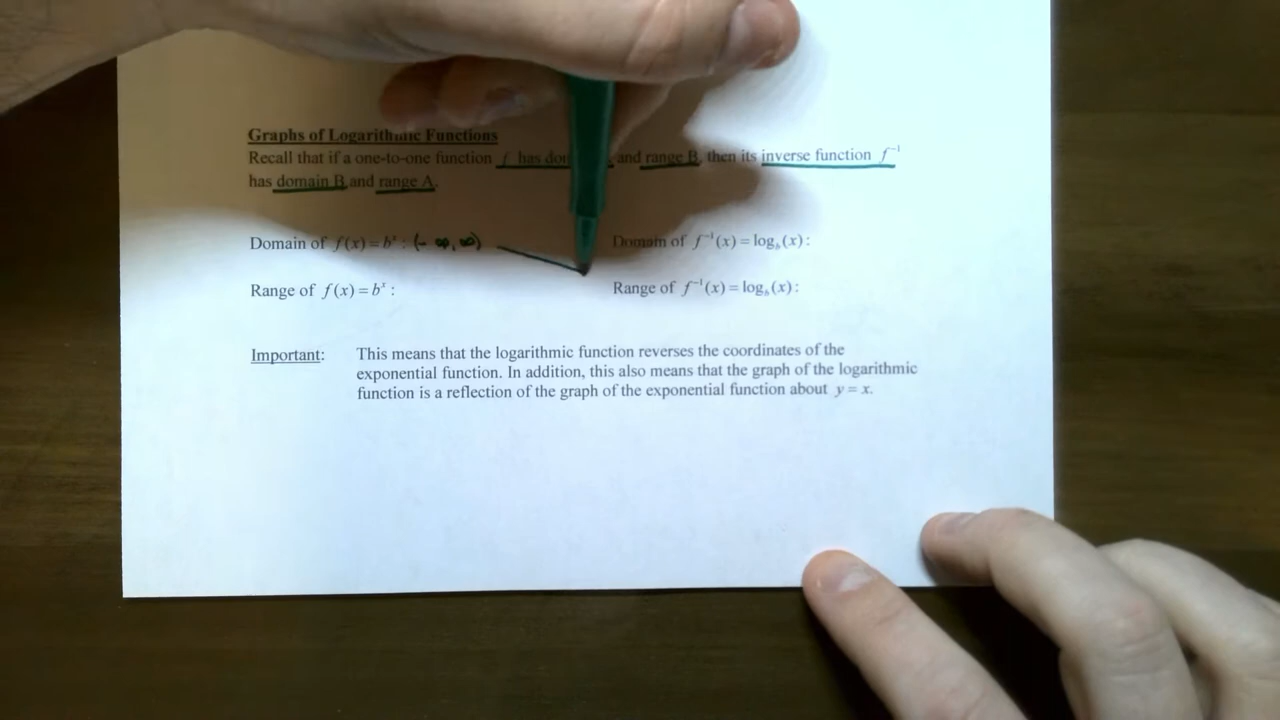 Graphs of Logarithmic Functions
Recall that if a one-to-one function f has and range B, then its inverse function f⁻¹
has domain B and range A.
Domain of f(x) = bˣ : (-∞, ∞) Domain of f⁻¹(x) = log_b(x) :
Range of f(x) = bˣ : Range of f⁻¹(x) = log_b(x) :
Important: This means that the logarithmic function reverses the coordinates of the
exponential function. In addition, this also means that the graph of the logarithmic
function is a reflection of the graph of the exponential function about y = x.